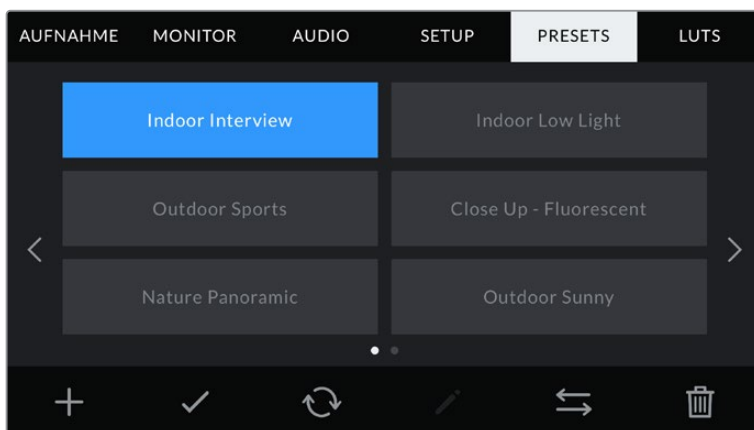 AUFNAHME MONITOR AUDIO SETUP PRESETS LUTS
Indoor Interview Indoor Low Light
Outdoor Sports Close Up - Fluorescent
Nature Panoramic Outdoor Sunny